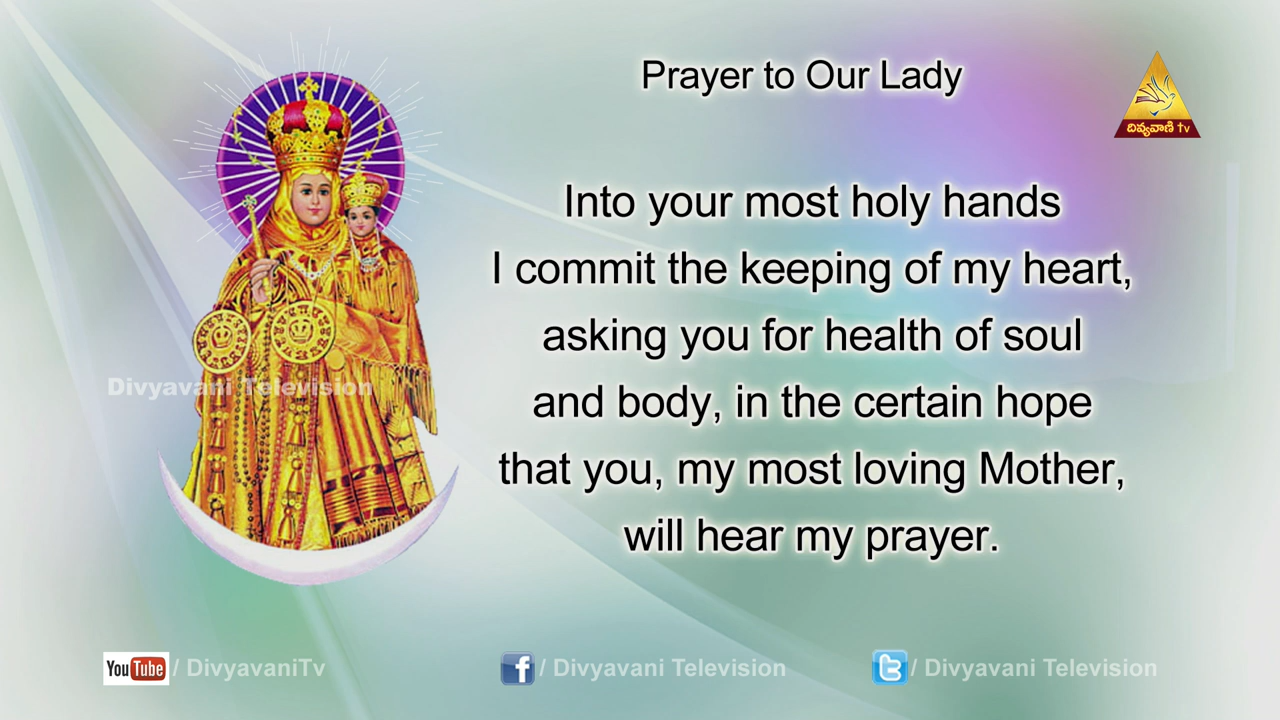 Prayer to Our Lady
దివ్యవాణి tv
Into your most holy hands
I commit the keeping of my heart,
asking you for health of soul
and body, in the certain hope
that you, my most loving Mother,
will hear my prayer.
Divyavani Television
YouTube / DivyavaniTv
f / Divyavani Television
t / Divyavani Television